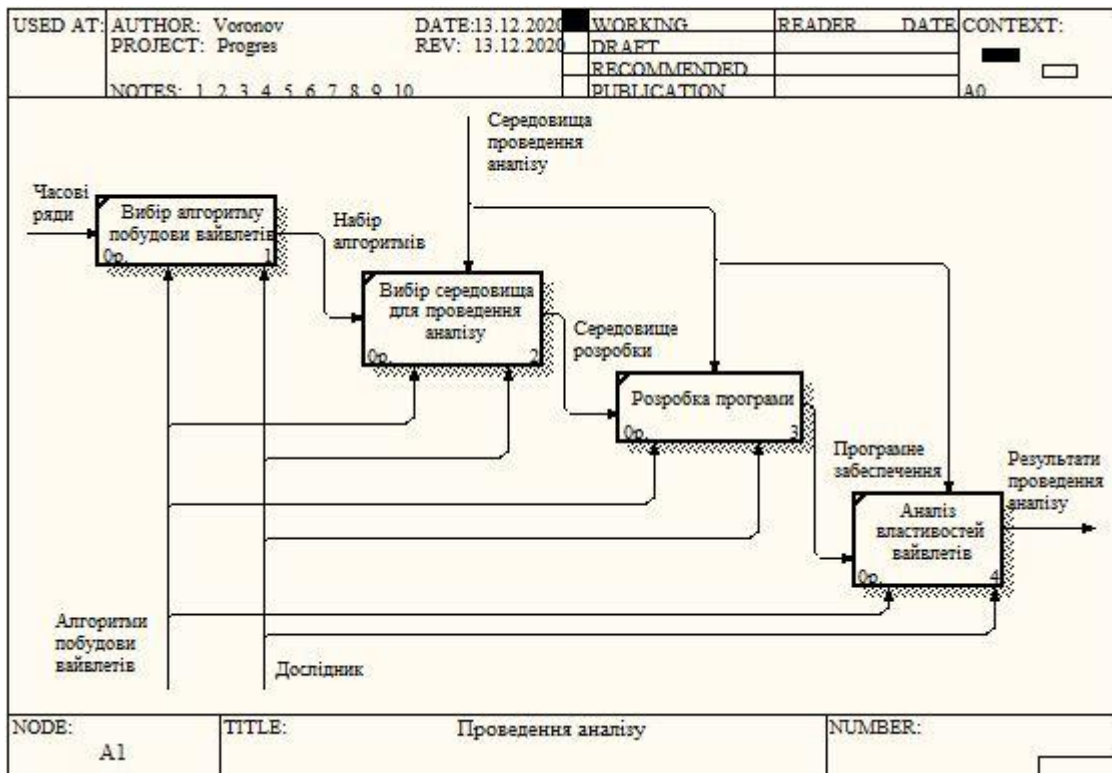 USED AT:
AUTHOR: Voronov
DATE:13.12.2020
PROJECT: Progres
REV: 13.12.2020
NOTES: 1 2 3 4 5 6 7 8 9 10
WORKING
DRAFT
RECOMMENDED
PUBLICATION
READER
DATE
CONTEXT:
A0
Середовища
проведення
аналізу
Часові
ряди
Вибір алгоритму
побудови вайвлетів
0р.
1
Набір
алгоритмів
Вибір середовища
для проведення
аналізу
0р.
2
Середовище
розробки
Розробка програми
0р.
3
Програмне
забеспечення
Результати
проведення
аналізу
Аналіз
властивостей
вайвлетів
0р.
4
Алгоритми
побудови
вайвлетів
Дослідник
NODE:
A1
TITLE:
Проведення аналізу
NUMBER: